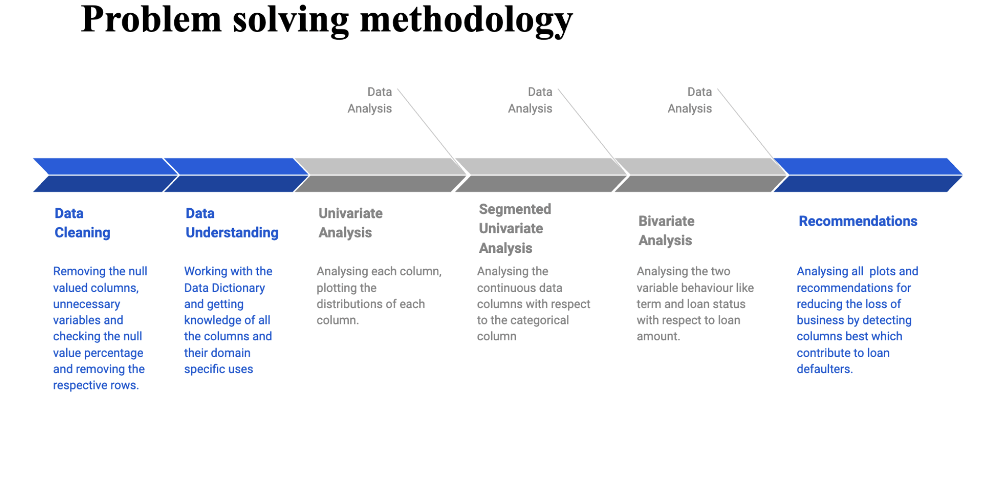 Problem solving methodology
Data
Analysis
Data
Analysis
Data
Analysis
Data
Cleaning
Removing the null
valued columns,
unnecessary
variables and
checking the null
value percentage
and removing the
respective rows.
Data
Understanding
Working with the
Data Dictionary
and getting
knowledge of all
the columns and
their domain
specific uses
Univariate
Analysis
Analysing each column,
plotting the
distributions of each
column.
Segmented
Univariate
Analysis
Analysing the
continuous data
columns with respect
to the categorical
column
Bivariate
Analysis
Analysing the two
variable behaviour like
term and loan status
with respect to loan
amount.
Recommendations
Analysing all  plots and
recommendations for
reducing the loss of
business by detecting
columns best which
contribute to loan
defaulters.